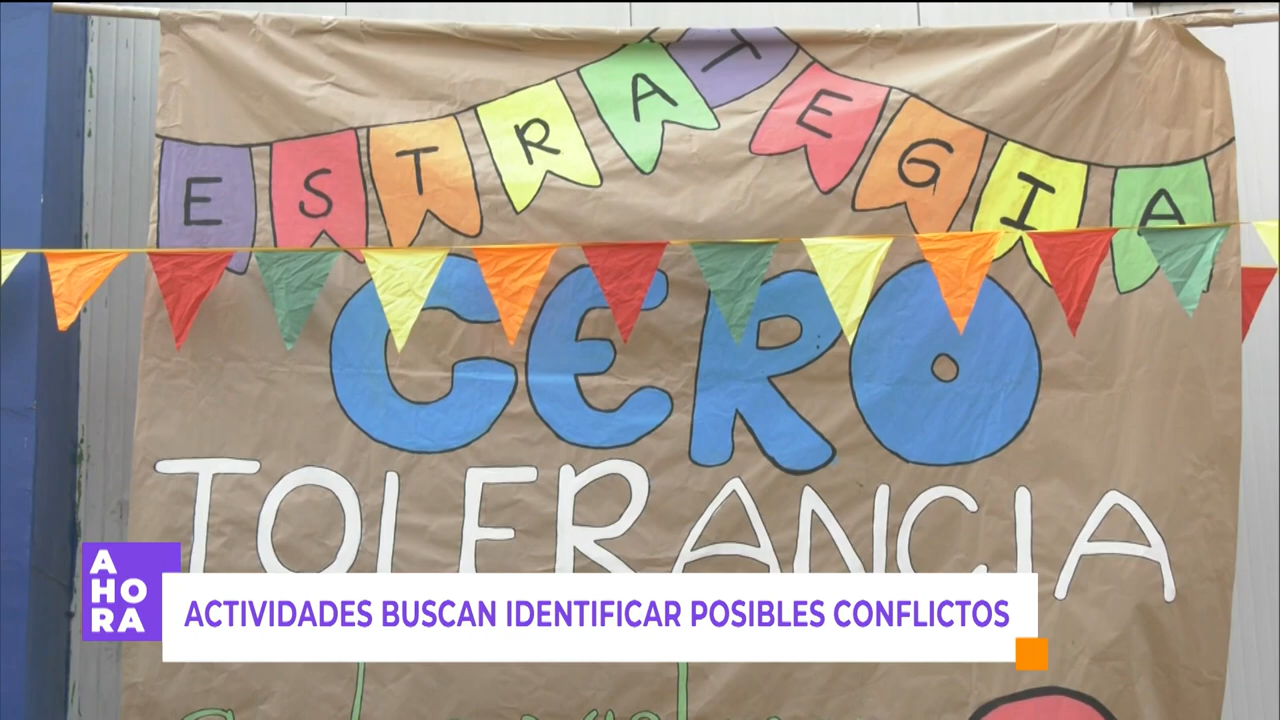 ESTRATEGIA
CERO
TOLERANCIA
AHORA
ACTIVIDADES BUSCAN IDENTIFICAR POSIBLES CONFLICTOS